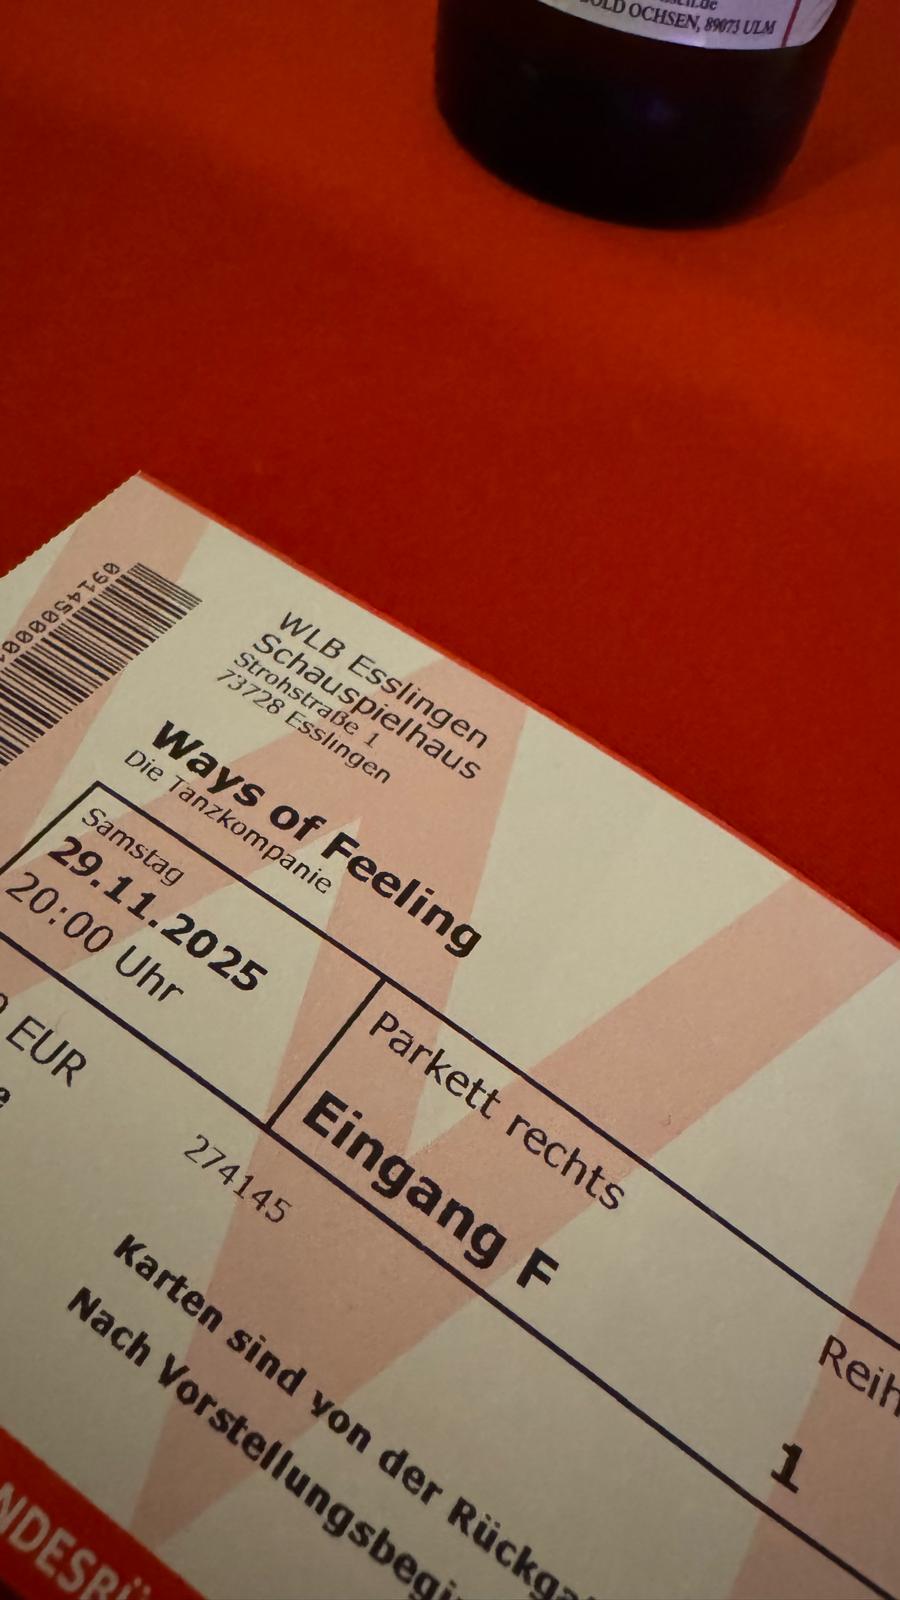 OLD OCHSEN, 89073 ULM
WLB Esslingen
Schauspielhaus
Strohstraße 1
73728 Esslingen
Ways of Feeling
Die Tanzkompanie
Samstag
29.11.2025
20:00 Uhr
Parkett rechts
Eingang F
Reih
1
EUR
274145
Karten sind von der Rückga
Nach Vorstellungsbegi
NDESBÜ